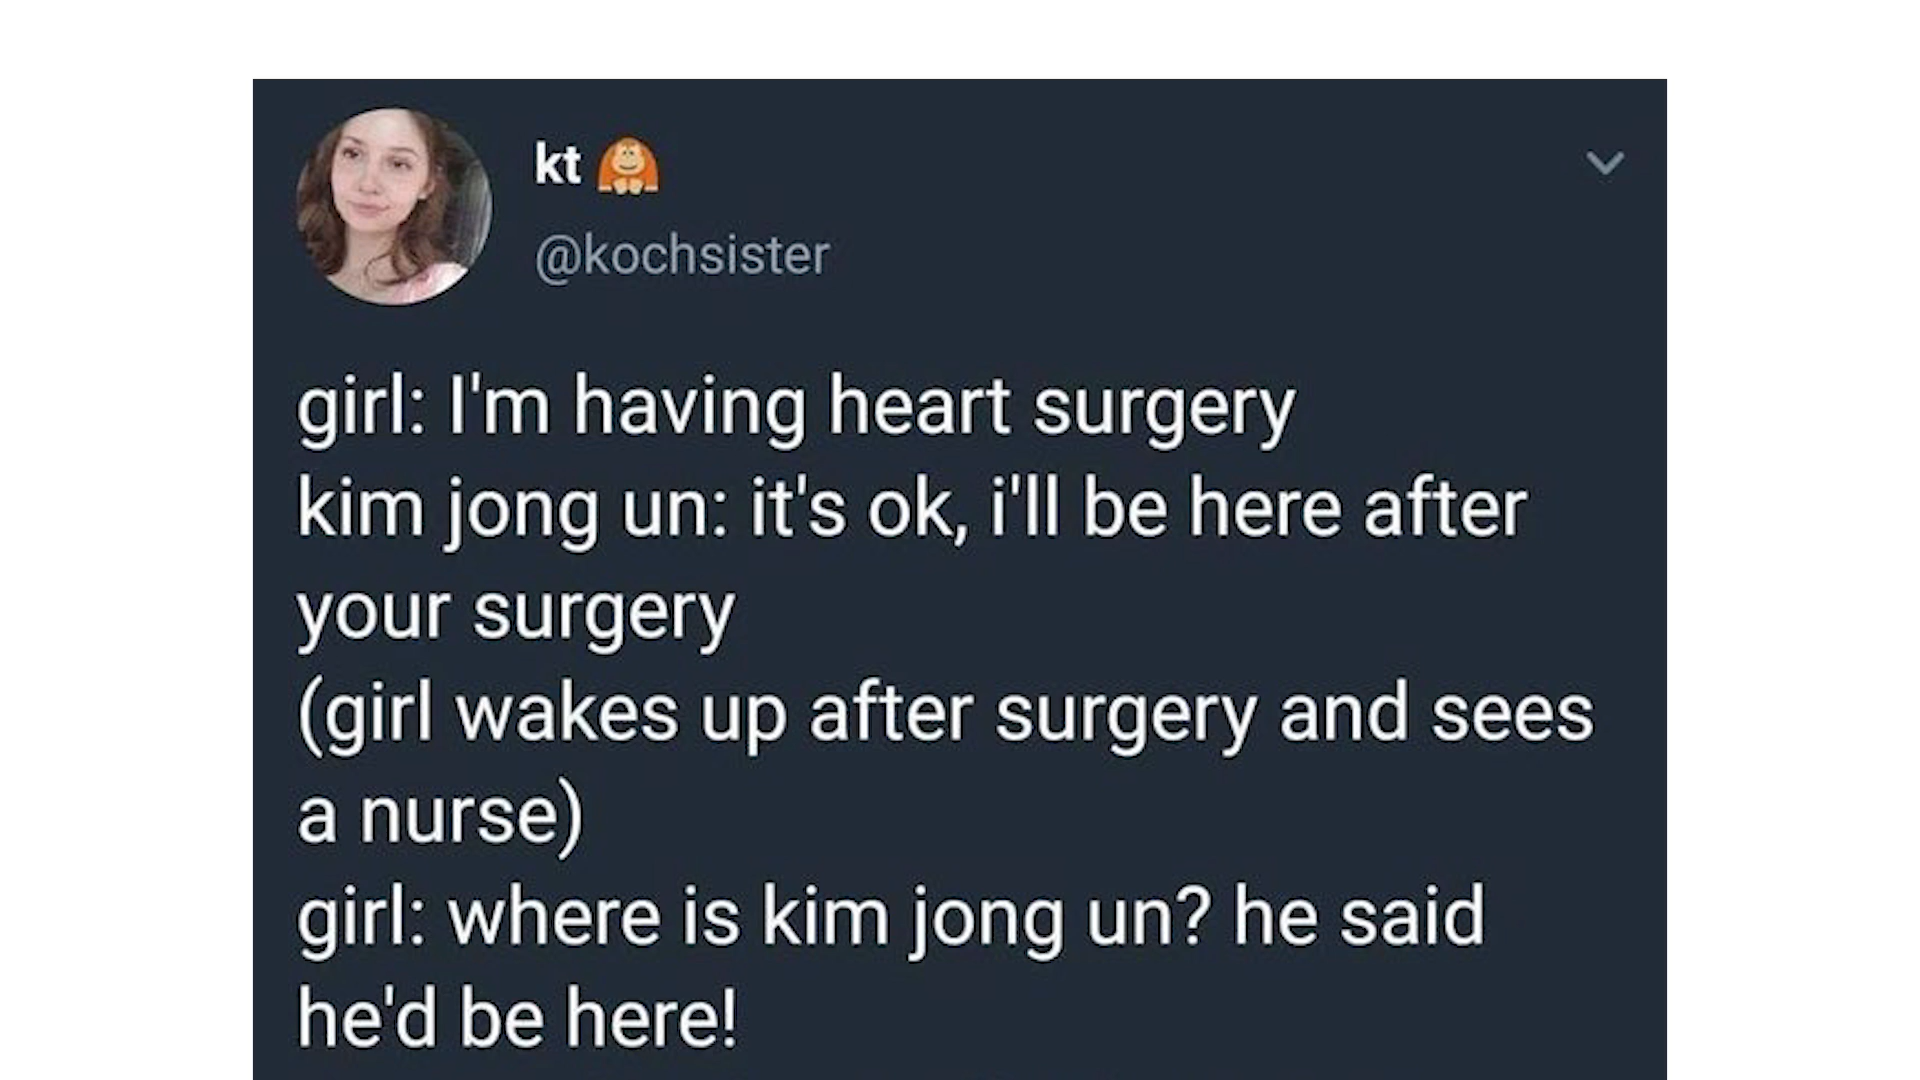 kt 🦧
@kochsister
girl: I'm having heart surgery
kim jong un: it's ok, i'll be here after
your surgery
(girl wakes up after surgery and sees
a nurse)
girl: where is kim jong un? he said
he'd be here!